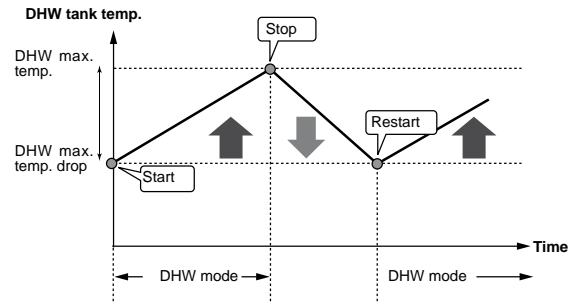 DHW tank temp.
Stop
DHW max.
temp.
Restart
DHW max.
temp. drop
Start
Time
DHW mode
DHW mode